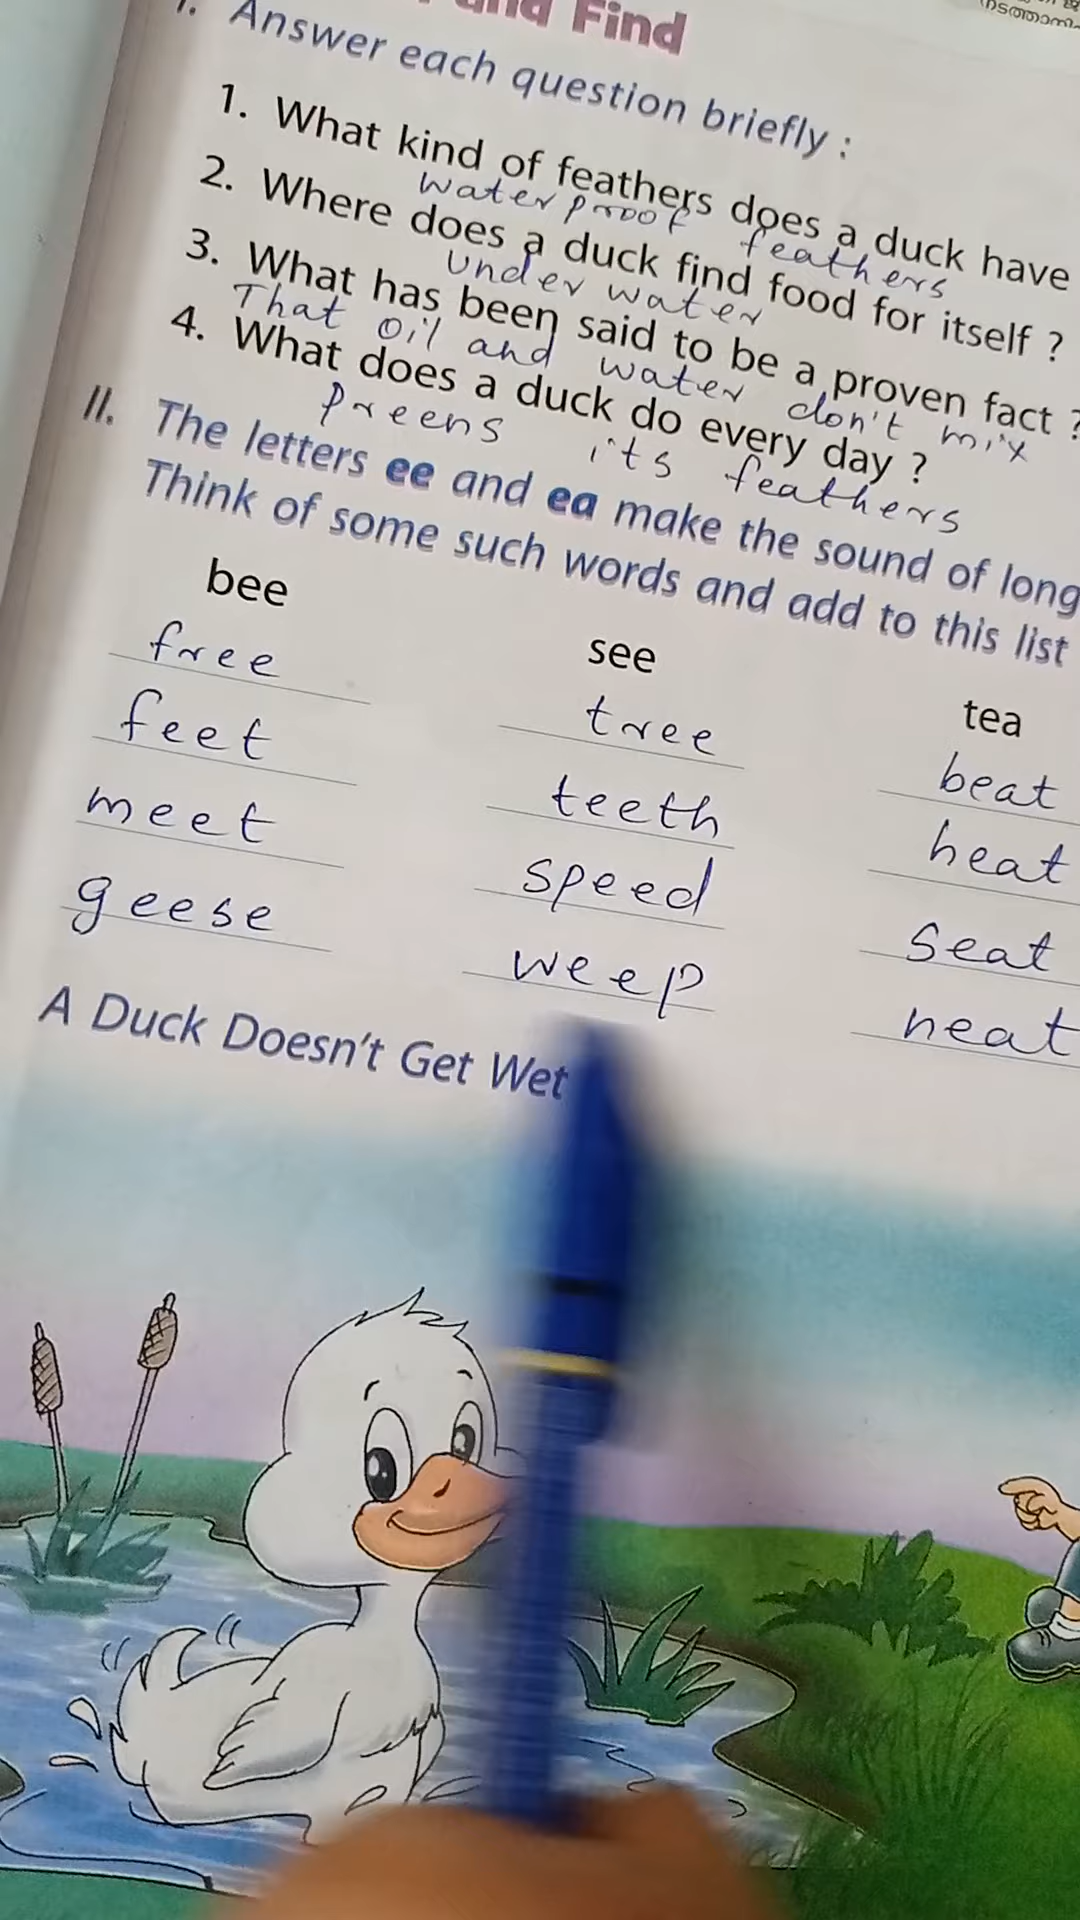 and Find
I. Answer each question briefly :
1. What kind of feathers does a duck have
waterproof feathers
2. Where does a duck find food for itself ?
Under water
3. What has been said to be a proven fact ?
That oil and water don't mix
4. What does a duck do every day ?
Preens its feathers
II. The letters ee and ea make the sound of long
Think of some such words and add to this list
bee see tea
free tree beat
feet teeth heat
meet speed seat
geese weep neat
A Duck Doesn't Get Wet